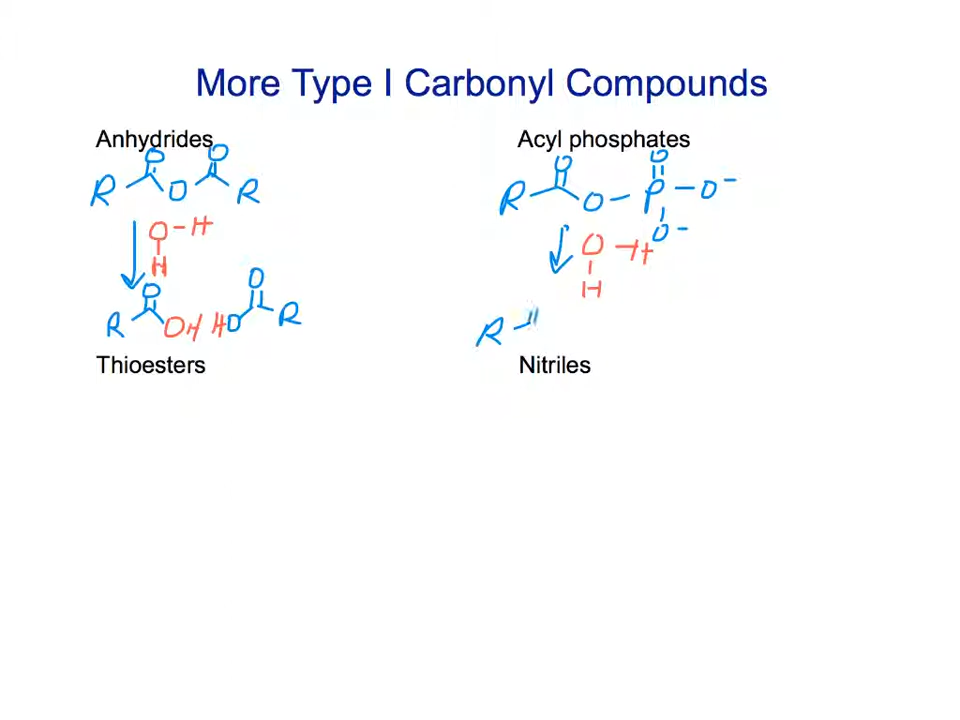 More Type I Carbonyl Compounds
Anhydrides
O O
R O R
O-H
H
O O
R OH HO R
Acyl phosphates
O O
R O - P - O -
O -
O - H
H
R
Thioesters
Nitriles